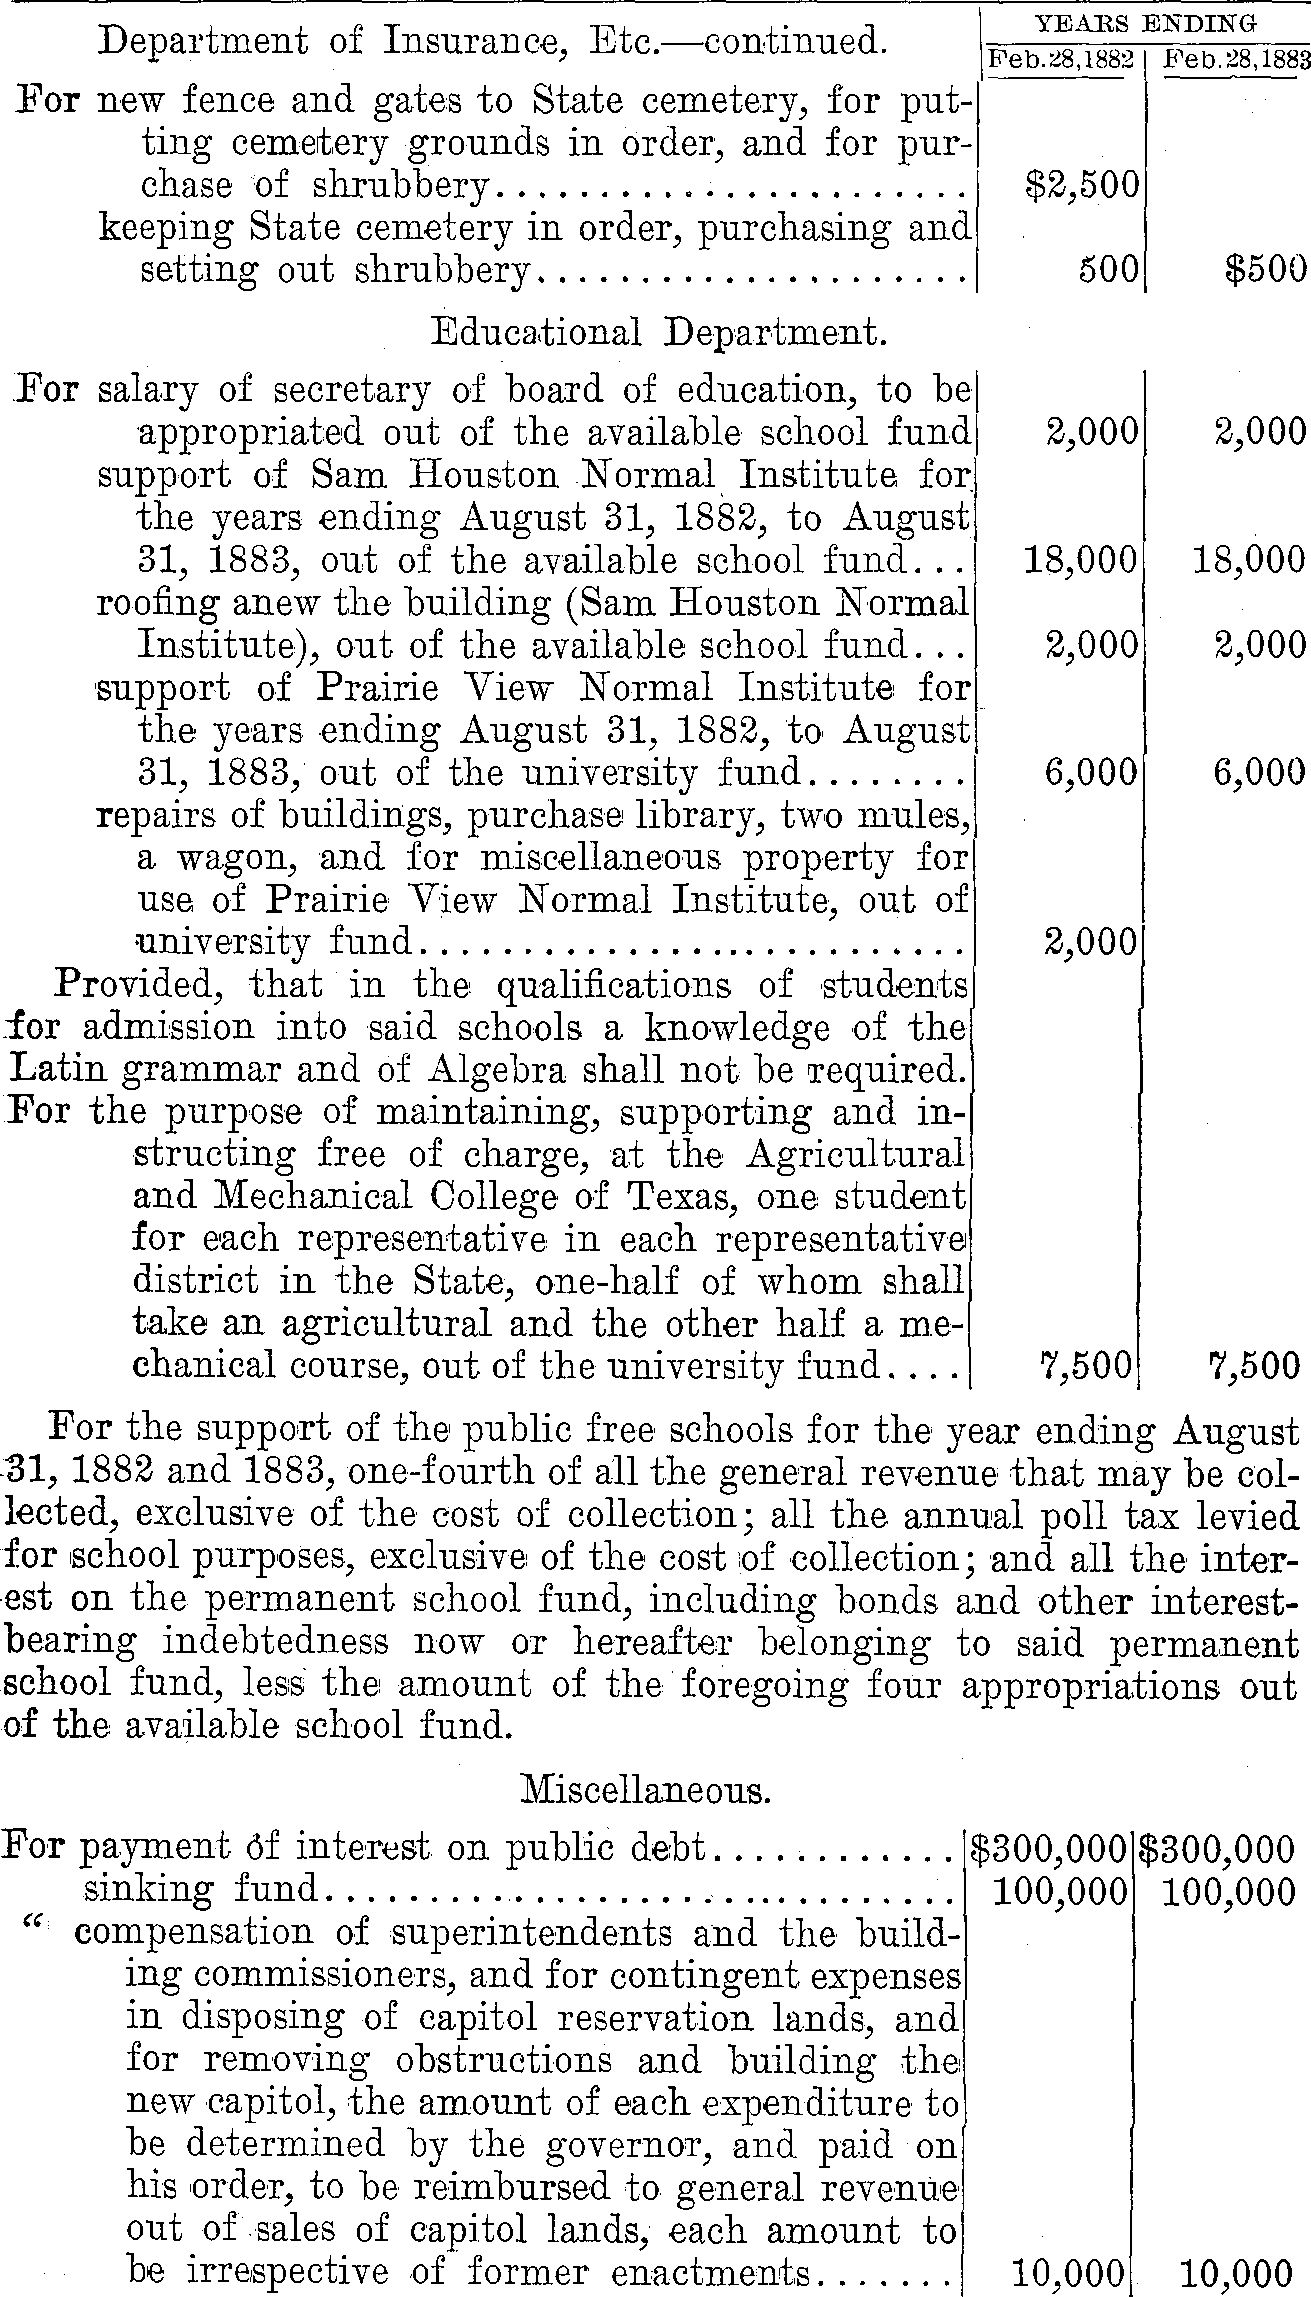 Department of Insurance, Etc.—continued.
YEARS ENDING
Feb.28,1882 Feb.28,1883
For new fence and gates to State cemetery, for put-
ting cemetery grounds in order, and for pur-
chase of shrubbery...................... $2,500
keeping State cemetery in order, purchasing and
setting out shrubbery.................... 500 $500
Educational Department.
For salary of secretary of board of education, to be
appropriated out of the available school fund 2,000 2,000
support of Sam Houston Normal Institute for
the years ending August 31, 1882, to August
31, 1883, out of the available school fund... 18,000 18,000
roofing anew the building (Sam Houston Normal
Institute), out of the available school fund... 2,000 2,000
support of Prairie View Normal Institute for
the years ending August 31, 1882, to August
31, 1883, out of the university fund........ 6,000 6,000
repairs of buildings, purchase library, two mules,
a wagon, and for miscellaneous property for
use of Prairie View Normal Institute, out of
university fund.......................... 2,000
Provided, that in the qualifications of students
for admission into said schools a knowledge of the
Latin grammar and of Algebra shall not be required.
For the purpose of maintaining, supporting and in-
structing free of charge, at the Agricultural
and Mechanical College of Texas, one student
for each representative in each representative
district in the State, one-half of whom shall
take an agricultural and the other half a me-
chanical course, out of the university fund.... 7,500 7,500
For the support of the public free schools for the year ending August
31, 1882 and 1883, one-fourth of all the general revenue that may be col-
lected, exclusive of the cost of collection; all the annual poll tax levied
for school purposes, exclusive of the cost of collection; and all the inter-
est on the permanent school fund, including bonds and other interest-
bearing indebtedness now or hereafter belonging to said permanent
school fund, less the amount of the foregoing four appropriations out
of the available school fund.
Miscellaneous.
For payment of interest on public debt............ $300,000 $300,000
sinking fund.............................. 100,000 100,000
“ compensation of superintendents and the build-
ing commissioners, and for contingent expenses
in disposing of capitol reservation lands, and
for removing obstructions and building the
new capitol, the amount of each expenditure to
be determined by the governor, and paid on
his order, to be reimbursed to general revenue
out of sales of capitol lands, each amount to
be irrespective of former enactments....... 10,000 10,000